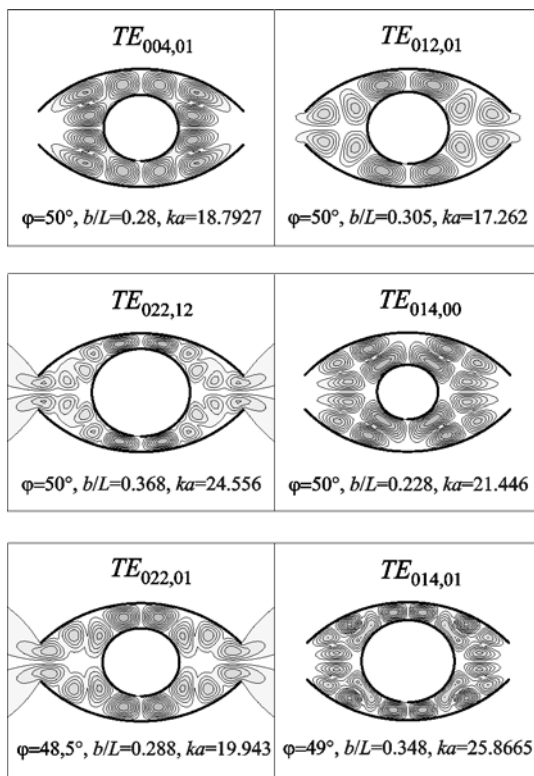 TE004,01
φ=50°, b/L=0.28, ka=18.7927
TE012,01
φ=50°, b/L=0.305, ka=17.262
TE022,12
φ=50°, b/L=0.368, ka=24.556
TE014,00
φ=50°, b/L=0.228, ka=21.446
TE022,01
φ=48,5°, b/L=0.288, ka=19.943
TE014,01
φ=49°, b/L=0.348, ka=25.8665